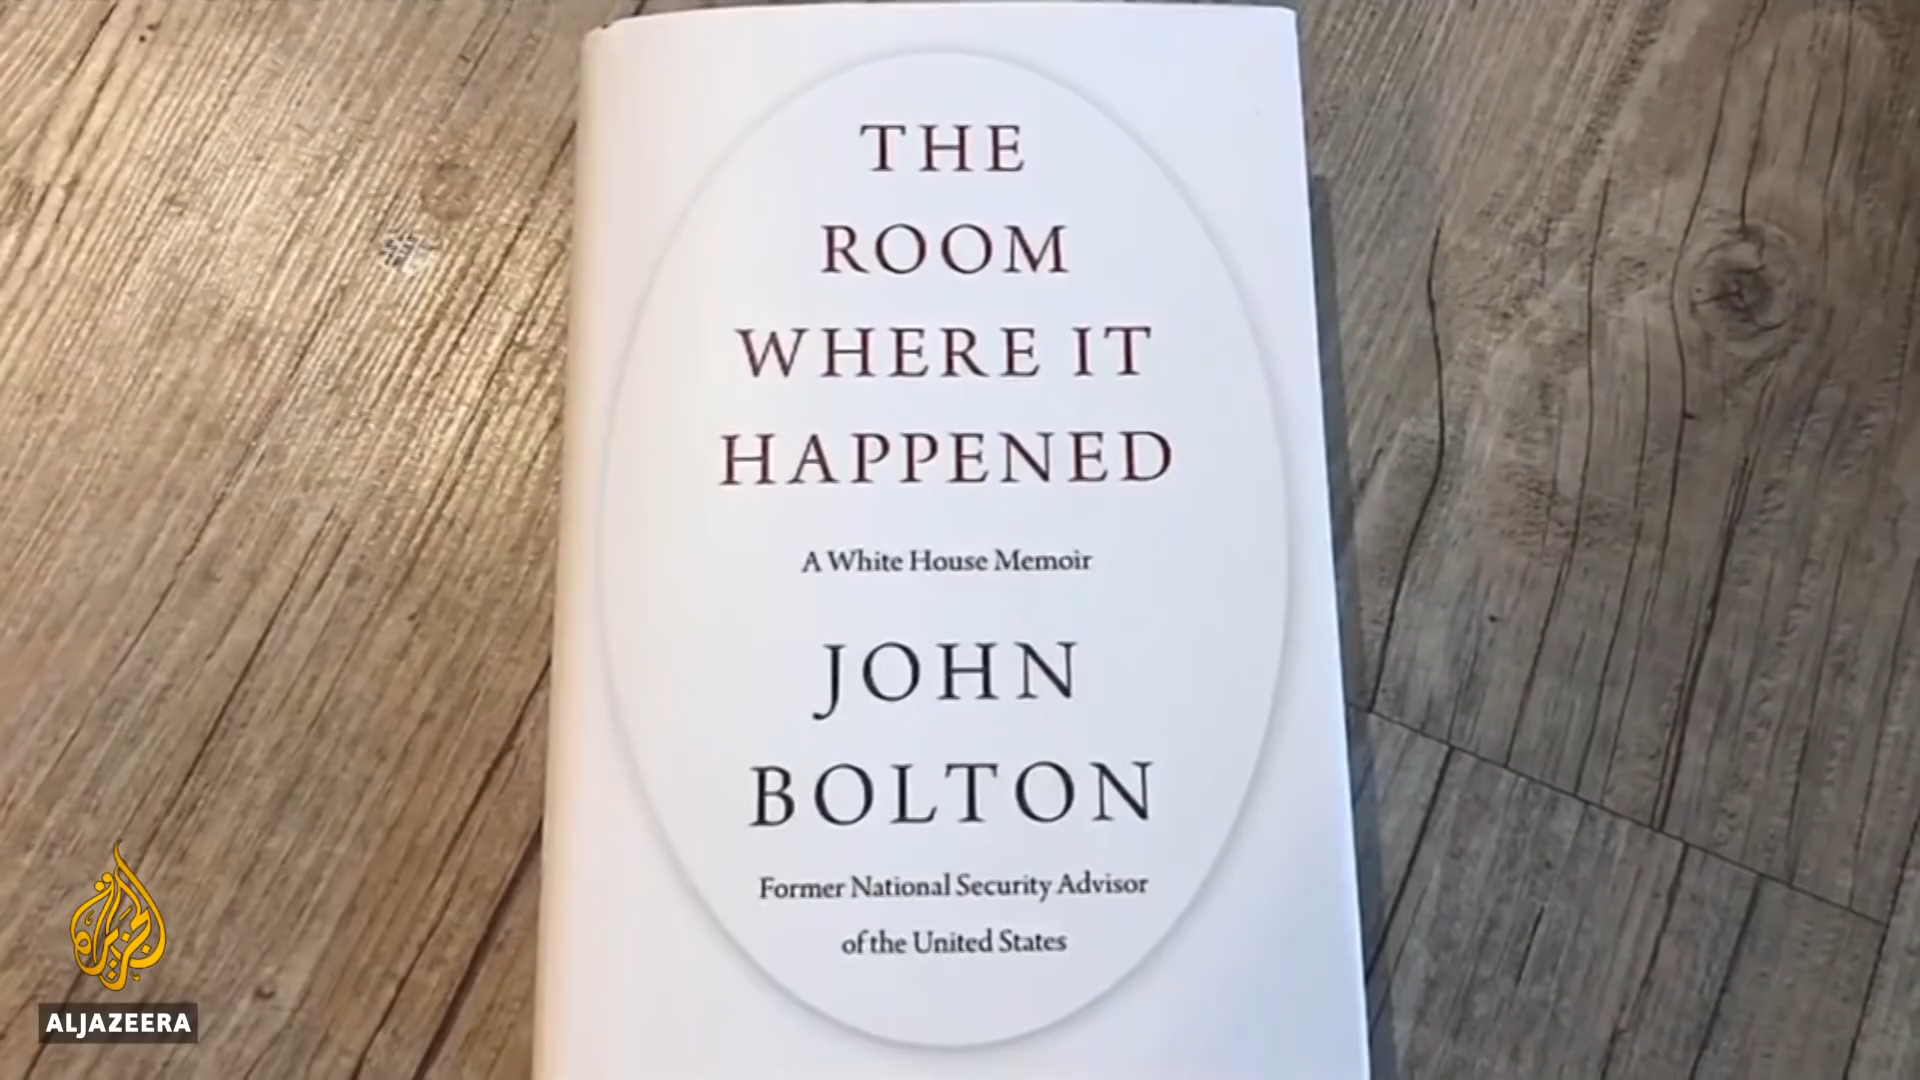 THE
ROOM
WHERE IT
HAPPENED
A White House Memoir
JOHN
BOLTON
Former National Security Advisor
of the United States
الجزيرة
ALJAZEERA